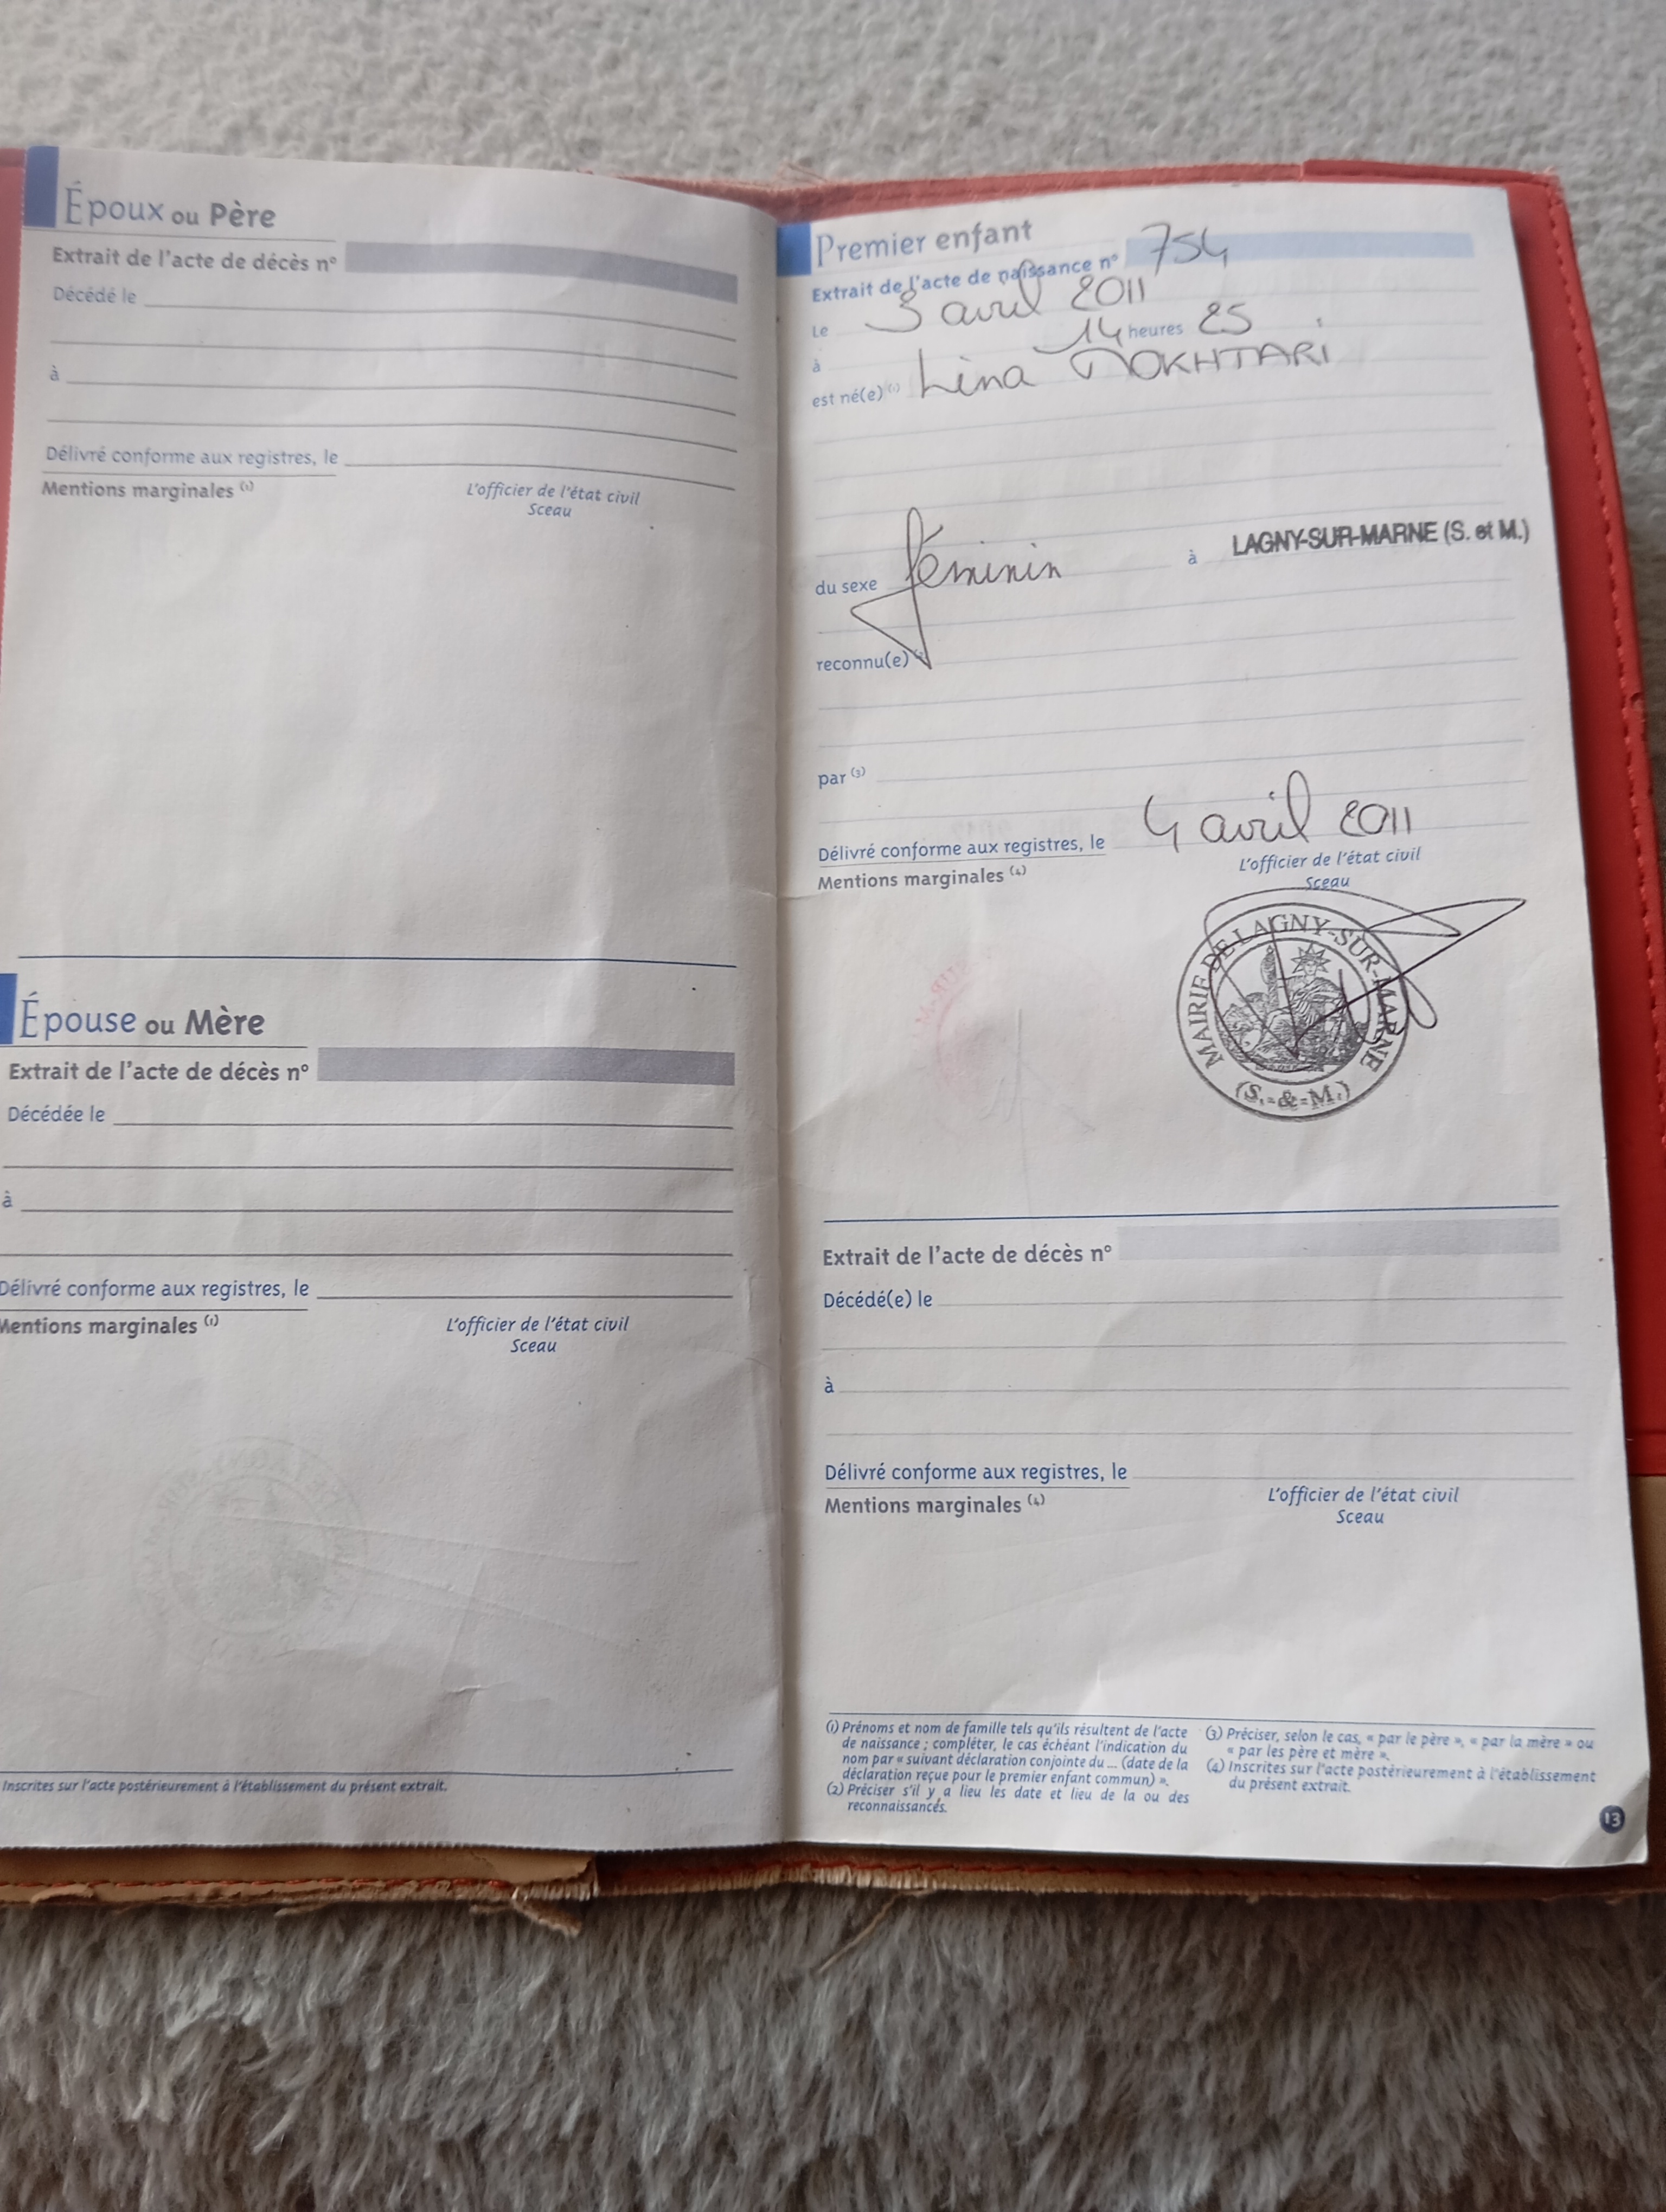 Époux ou Père
Extrait de l'acte de décès n°
Décédé le
à
Délivré conforme aux registres, le
Mentions marginales (1)
L'officier de l'état civil
Sceau
Épouse ou Mère
Extrait de l'acte de décès n°
Décédée le
à
Délivré conforme aux registres, le
Mentions marginales (1)
L'officier de l'état civil
Sceau
Inscrites sur l'acte postérieurement à l'établissement du présent extrait.
Premier enfant
Extrait de l'acte de naissance n° 754
Le 3 avril 2011
à 14 heures 25
est né(e) (1) Lina MOKHTARI
du sexe féminin à LAGNY-SUR-MARNE (S. et M.)
reconnu(e)
par (3)
Délivré conforme aux registres, le 4 avril 2011
Mentions marginales (4)
L'officier de l'état civil
Sceau
MAIRIE DE LAGNY-SUR-MARNE
(S.-&-M.)
Extrait de l'acte de décès n°
Décédé(e) le
à
Délivré conforme aux registres, le
Mentions marginales (4)
L'officier de l'état civil
Sceau
(1) Prénoms et nom de famille tels qu'ils résultent de l'acte
de naissance ; compléter, le cas échéant l'indication du
nom par « suivant déclaration conjointe du ... (date de la
déclaration reçue pour le premier enfant commun) ».
(2) Préciser s'il y a lieu les date et lieu de la ou des
reconnaissances.
(3) Préciser, selon le cas, « par le père », « par la mère » ou
« par les père et mère ».
(4) Inscrites sur l'acte postérieurement à l'établissement
du présent extrait.
13